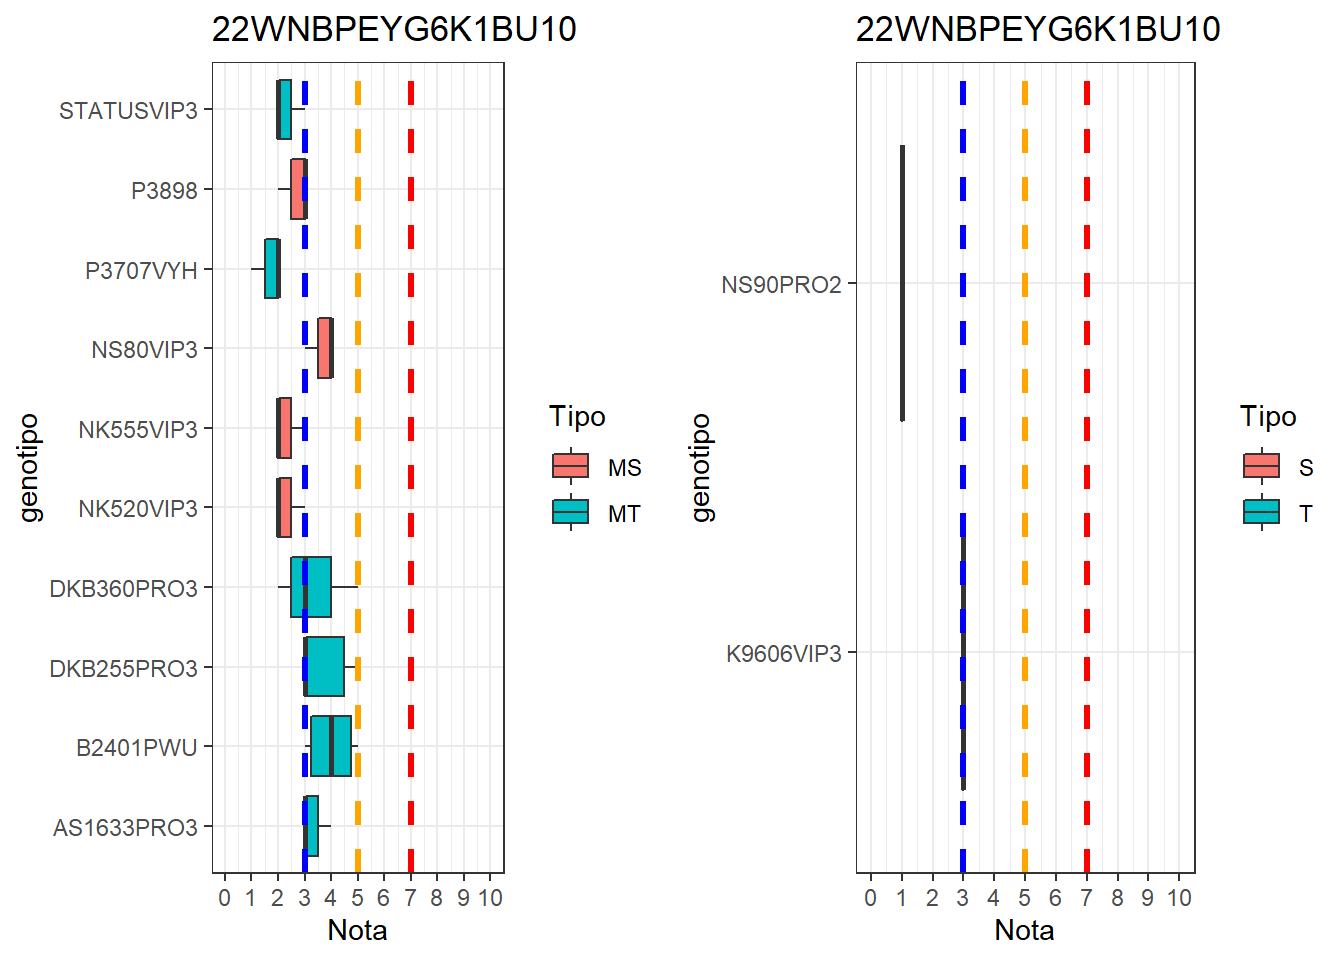 22WNBPEYG6K1BU10
STATUSVIP3
P3898
P3707VYH
NS80VIP3
NK555VIP3
NK520VIP3
DKB360PRO3
DKB255PRO3
B2401PWU
AS1633PRO3
genotipo
0 1 2 3 4 5 6 7 8 9 10
Nota
Tipo
MS
MT
22WNBPEYG6K1BU10
NS90PRO2
K9606VIP3
genotipo
0 1 2 3 4 5 6 7 8 9 10
Nota
Tipo
S
T